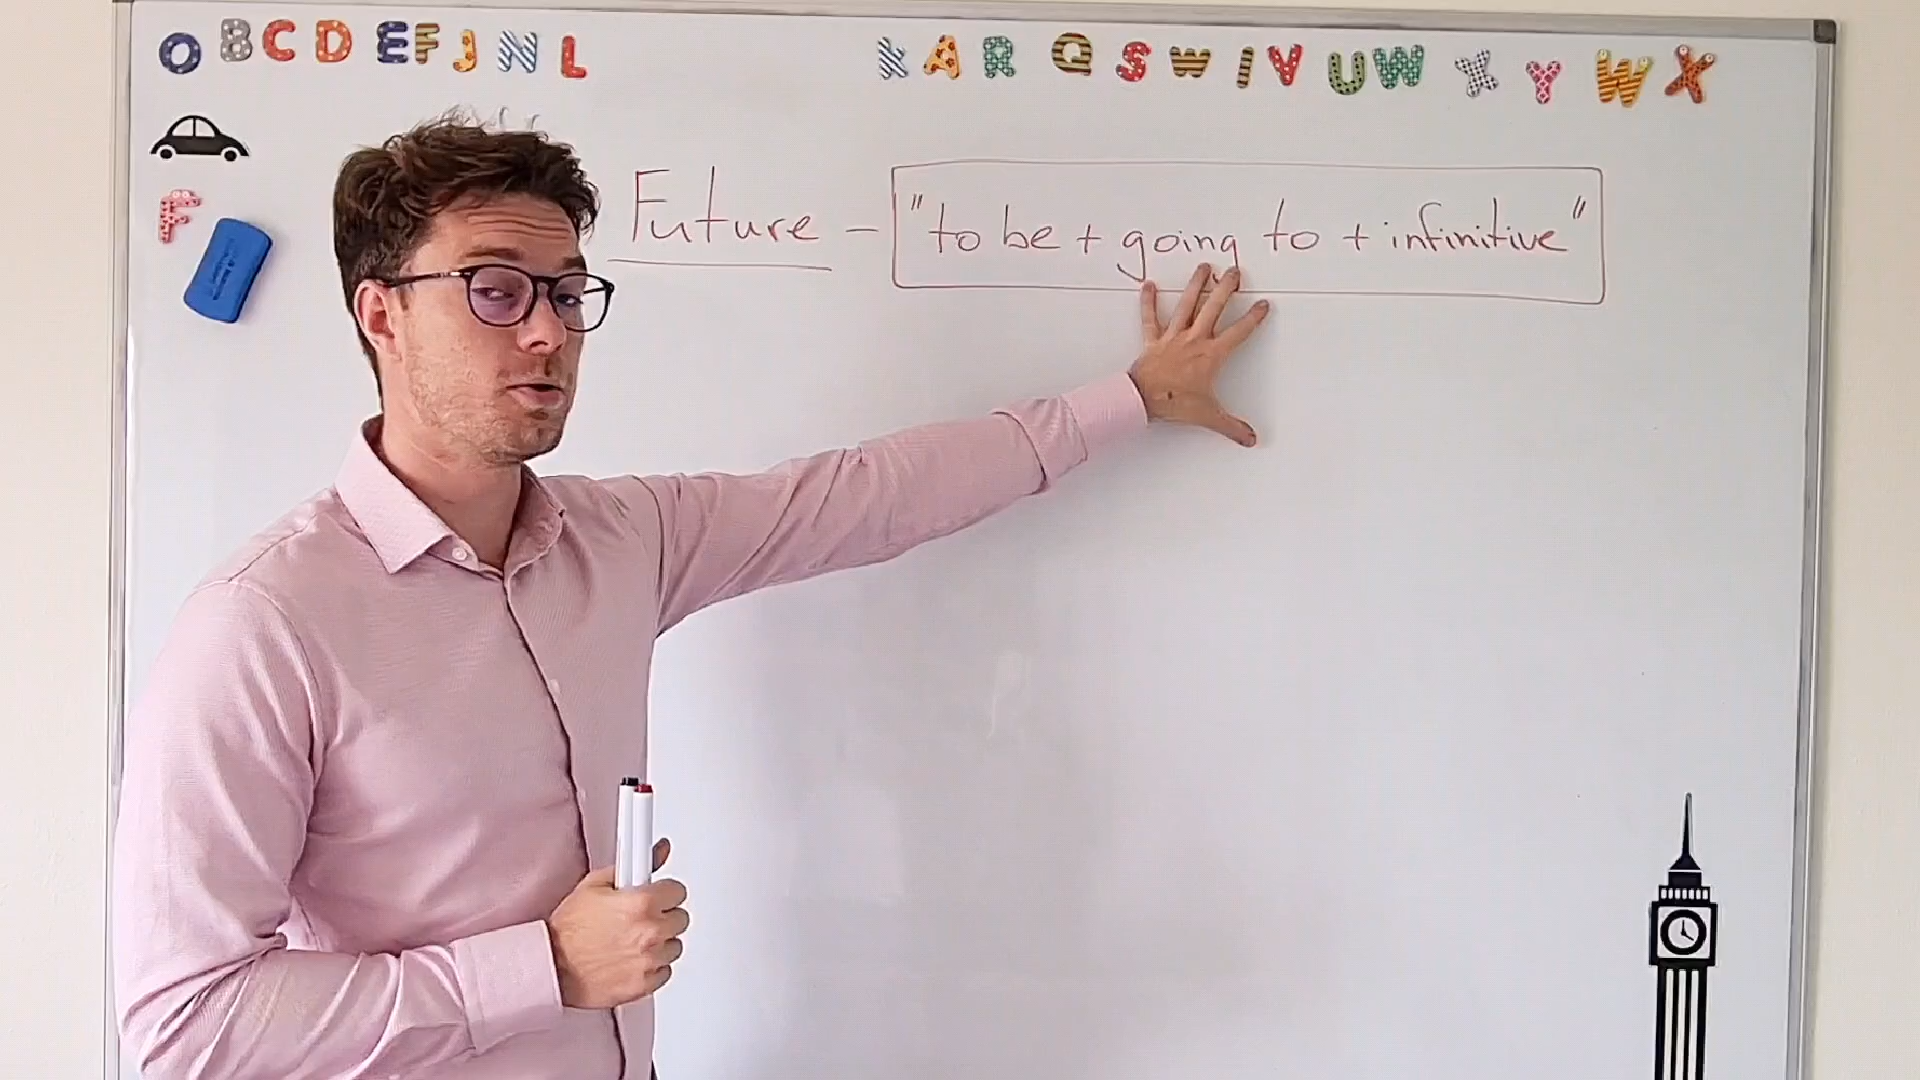 O B C D E F J N L K A R Q S W I V U W X Y W X
F
Future - "to be + going to + infinitive"